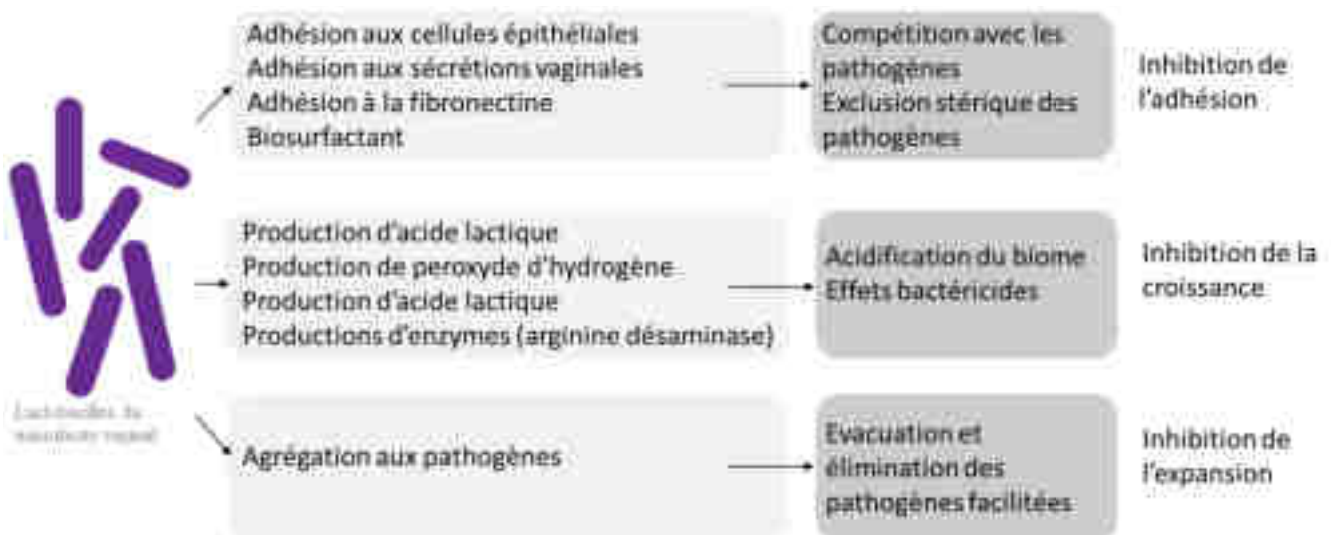 Adhésion aux cellules épithéliales
Adhésion aux sécrétions vaginales
Adhésion à la fibronectine
Biosurfactant
Compétition avec les
pathogènes
Exclusion stérique des
pathogènes
Inhibition de
l'adhésion
Production d'acide lactique
Production de peroxyde d'hydrogène
Production d'acide lactique
Productions d'enzymes (arginine désaminase)
Acidification du biome
Effets bactéricides
Inhibition de la
croissance
Lactobacilles du
Agrégation aux pathogènes
Evacuation et
élimination des
pathogènes facilitées
Inhibition de
l'expansion